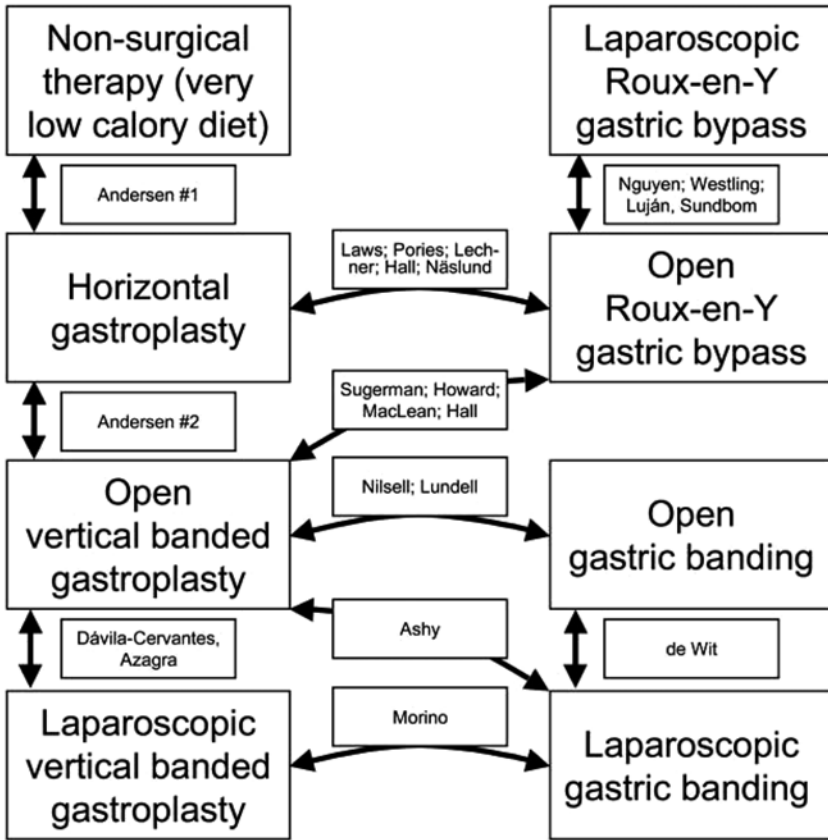 Non-surgical
therapy (very
low calory diet)
Laparoscopic
Roux-en-Y
gastric bypass
Andersen #1
Nguyen; Westling;
Luján, Sundbom
Horizontal
gastroplasty
Laws; Pories; Lech-
ner; Hall; Näslund
Open
Roux-en-Y
gastric bypass
Andersen #2
Sugerman; Howard;
MacLean; Hall
Open
vertical banded
gastroplasty
Nilsell; Lundell
Open
gastric banding
Dávila-Cervantes,
Azagra
Ashy
de Wit
Laparoscopic
vertical banded
gastroplasty
Morino
Laparoscopic
gastric banding